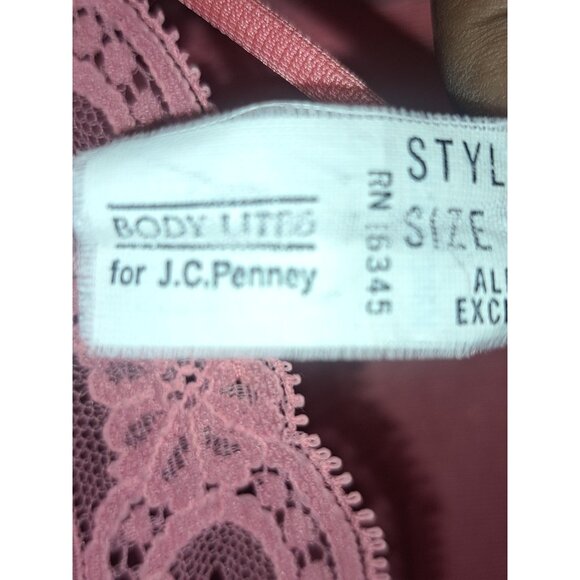 BODY LITES
for J.C.Penney
RN 16345
STYL
SIZE
AL
EXC